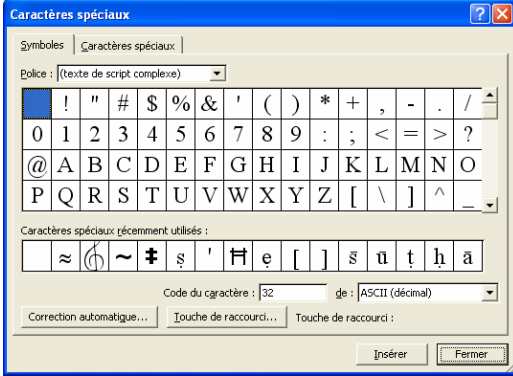 Caractères spéciaux
Symboles Caractères spéciaux
Police : (texte de script complexe)
! " # $ % & ' ( ) * + , - . /
0 1 2 3 4 5 6 7 8 9 : ; < = > ?
@ A B C D E F G H I J K L M N O
P Q R S T U V W X Y Z [ \ ] ^ _
Caractères spéciaux récemment utilisés :
≈ 𝄞 ~ ‡ ṣ ' Ħ ẹ [ ] s̄ ū ṭ ḥ ā
Code du caractère : 32 de : ASCII (décimal)
Correction automatique... Touche de raccourci... Touche de raccourci :
Insérer Fermer